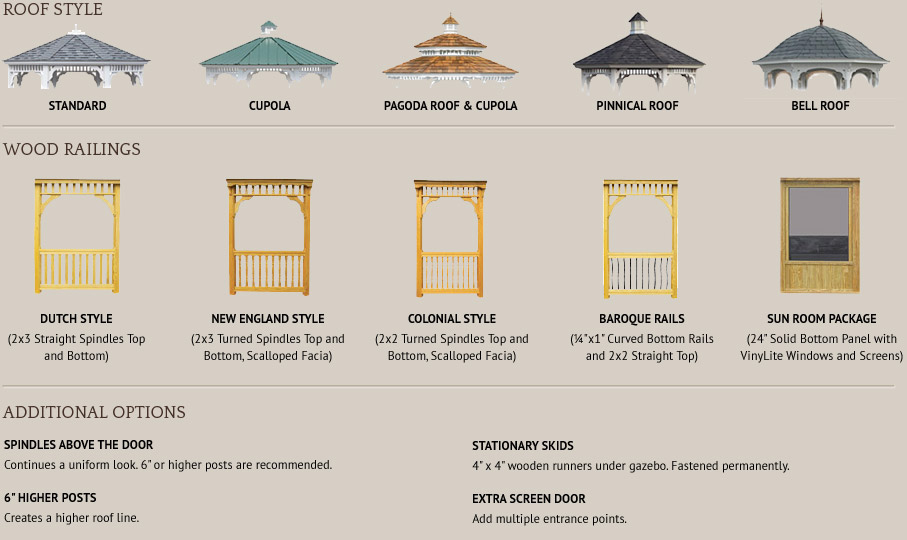 ROOF STYLE
STANDARD
CUPOLA
PAGODA ROOF & CUPOLA
PINNICAL ROOF
BELL ROOF
WOOD RAILINGS
DUTCH STYLE
(2x3 Straight Spindles Top
and Bottom)
NEW ENGLAND STYLE
(2x3 Turned Spindles Top and
Bottom, Scalloped Facia)
COLONIAL STYLE
(2x2 Turned Spindles Top and
Bottom, Scalloped Facia)
BAROQUE RAILS
(¼"x1" Curved Bottom Rails
and 2x2 Straight Top)
SUN ROOM PACKAGE
(24" Solid Bottom Panel with
VinyLite Windows and Screens)
ADDITIONAL OPTIONS
SPINDLES ABOVE THE DOOR
Continues a uniform look. 6" or higher posts are recommended.
6" HIGHER POSTS
Creates a higher roof line.
STATIONARY SKIDS
4" x 4" wooden runners under gazebo. Fastened permanently.
EXTRA SCREEN DOOR
Add multiple entrance points.